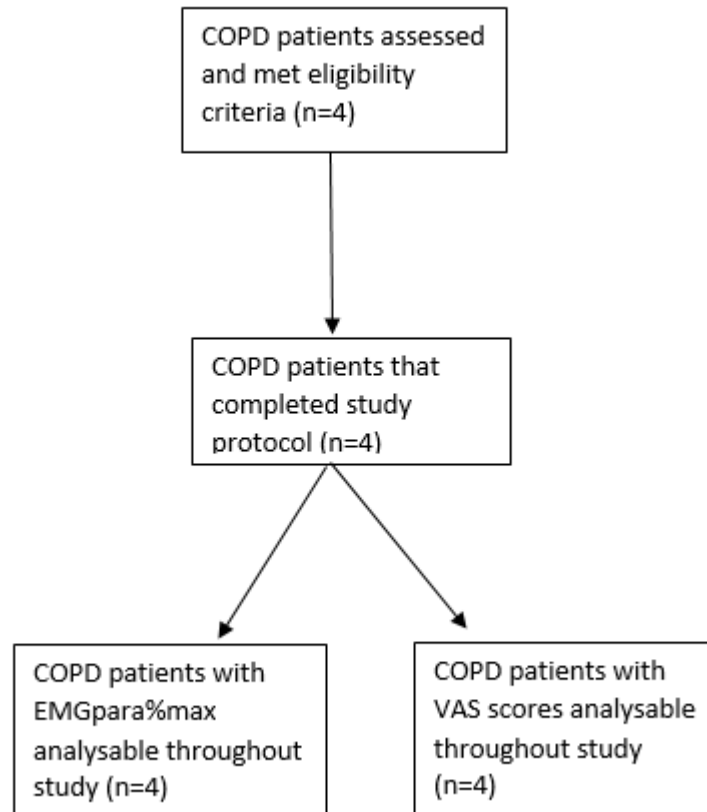 COPD patients assessed
and met eligibility
criteria (n=4)
COPD patients that
completed study
protocol (n=4)
COPD patients with
EMGpara%max
analysable throughout
study (n=4)
COPD patients with
VAS scores analysable
throughout study
(n=4)